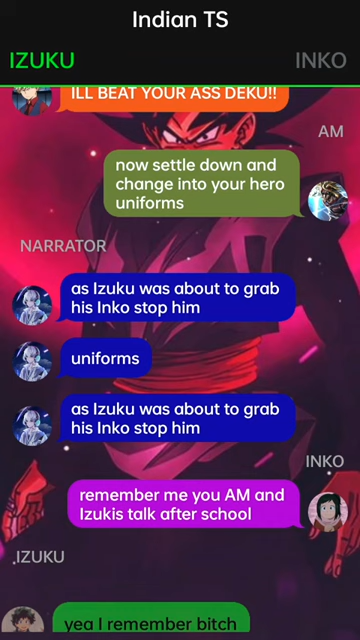 Indian TS
IZUKU
INKO
ILL BEAT YOUR ASS DEKU!!
AM
now settle down and
change into your hero
uniforms
NARRATOR
as Izuku was about to grab
his Inko stop him
uniforms
as Izuku was about to grab
his Inko stop him
INKO
remember me you AM and
Izukis talk after school
IZUKU
yea I remember bitch